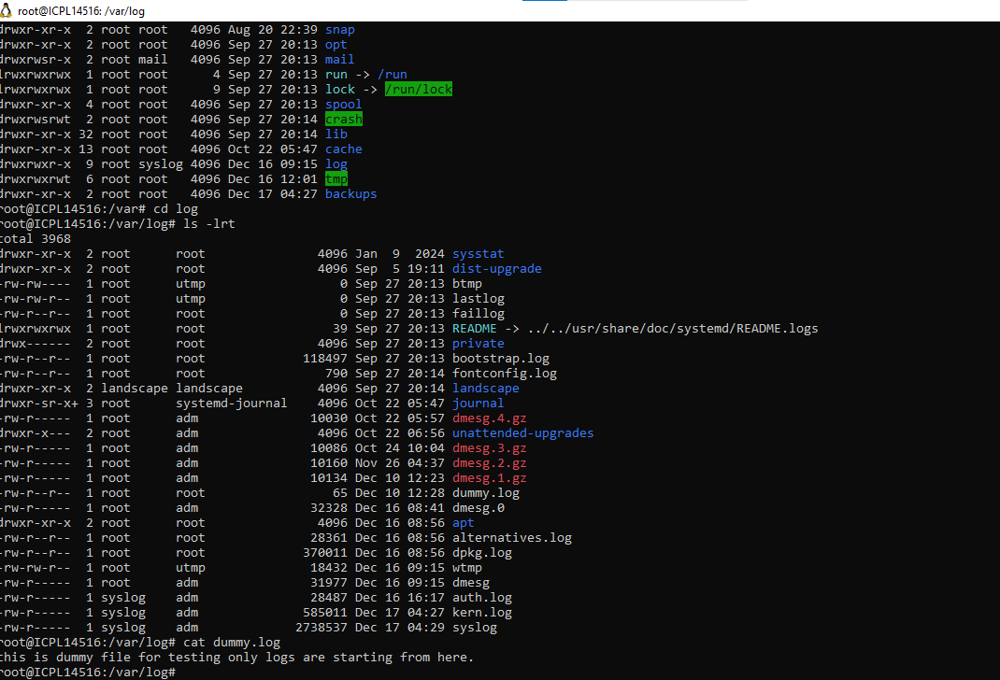 root@ICPL14516: /var/log
drwxr-xr-x  2 root root   4096 Aug 20 22:39 snap
drwxr-xr-x  2 root root   4096 Sep 27 20:13 opt
drwxrwsr-x  2 root mail   4096 Sep 27 20:13 mail
lrwxrwxrwx  1 root root      4 Sep 27 20:13 run -> /run
lrwxrwxrwx  1 root root      9 Sep 27 20:13 lock -> /run/lock
drwxr-xr-x  4 root root   4096 Sep 27 20:13 spool
drwxrwsrwt  2 root root   4096 Sep 27 20:14 crash
drwxr-xr-x 32 root root   4096 Sep 27 20:14 lib
drwxr-xr-x 13 root root   4096 Oct 22 05:47 cache
drwxrwxr-x  9 root syslog 4096 Dec 16 09:15 log
drwxrwxrwt  6 root root   4096 Dec 16 12:01 tmp
drwxr-xr-x  2 root root   4096 Dec 17 04:27 backups
root@ICPL14516:/var# cd log
root@ICPL14516:/var/log# ls -lrt
total 3968
drwxr-xr-x  2 root      root               4096 Jan  9  2024 sysstat
drwxr-xr-x  2 root      root               4096 Sep  5 19:11 dist-upgrade
-rw-rw----  1 root      utmp                  0 Sep 27 20:13 btmp
-rw-rw-r--  1 root      utmp                  0 Sep 27 20:13 lastlog
-rw-r--r--  1 root      root                  0 Sep 27 20:13 faillog
lrwxrwxrwx  1 root      root                 39 Sep 27 20:13 README -> ../../usr/share/doc/systemd/README.logs
drwx------  2 root      root               4096 Sep 27 20:13 private
-rw-r--r--  1 root      root             118497 Sep 27 20:13 bootstrap.log
-rw-r--r--  1 root      root                790 Sep 27 20:14 fontconfig.log
drwxr-xr-x  2 landscape landscape          4096 Sep 27 20:14 landscape
drwxr-sr-x+ 3 root      systemd-journal    4096 Oct 22 05:47 journal
-rw-r-----  1 root      adm               10030 Oct 22 05:57 dmesg.4.gz
drwxr-x---  2 root      adm                4096 Oct 22 06:56 unattended-upgrades
-rw-r-----  1 root      adm               10086 Oct 24 10:04 dmesg.3.gz
-rw-r-----  1 root      adm               10160 Nov 26 04:37 dmesg.2.gz
-rw-r-----  1 root      adm               10134 Dec 10 12:23 dmesg.1.gz
-rw-r--r--  1 root      root                 65 Dec 10 12:28 dummy.log
-rw-r-----  1 root      adm               32328 Dec 16 08:41 dmesg.0
drwxr-xr-x  2 root      root               4096 Dec 16 08:56 apt
-rw-r--r--  1 root      root              28361 Dec 16 08:56 alternatives.log
-rw-r--r--  1 root      root             370011 Dec 16 08:56 dpkg.log
-rw-rw-r--  1 root      utmp              18432 Dec 16 09:15 wtmp
-rw-r-----  1 root      adm               31977 Dec 16 09:15 dmesg
-rw-r-----  1 syslog    adm               28487 Dec 16 16:17 auth.log
-rw-r-----  1 syslog    adm              585011 Dec 17 04:27 kern.log
-rw-r-----  1 syslog    adm             2738537 Dec 17 04:29 syslog
root@ICPL14516:/var/log# cat dummy.log
this is dummy file for testing only logs are starting from here.
root@ICPL14516:/var/log#